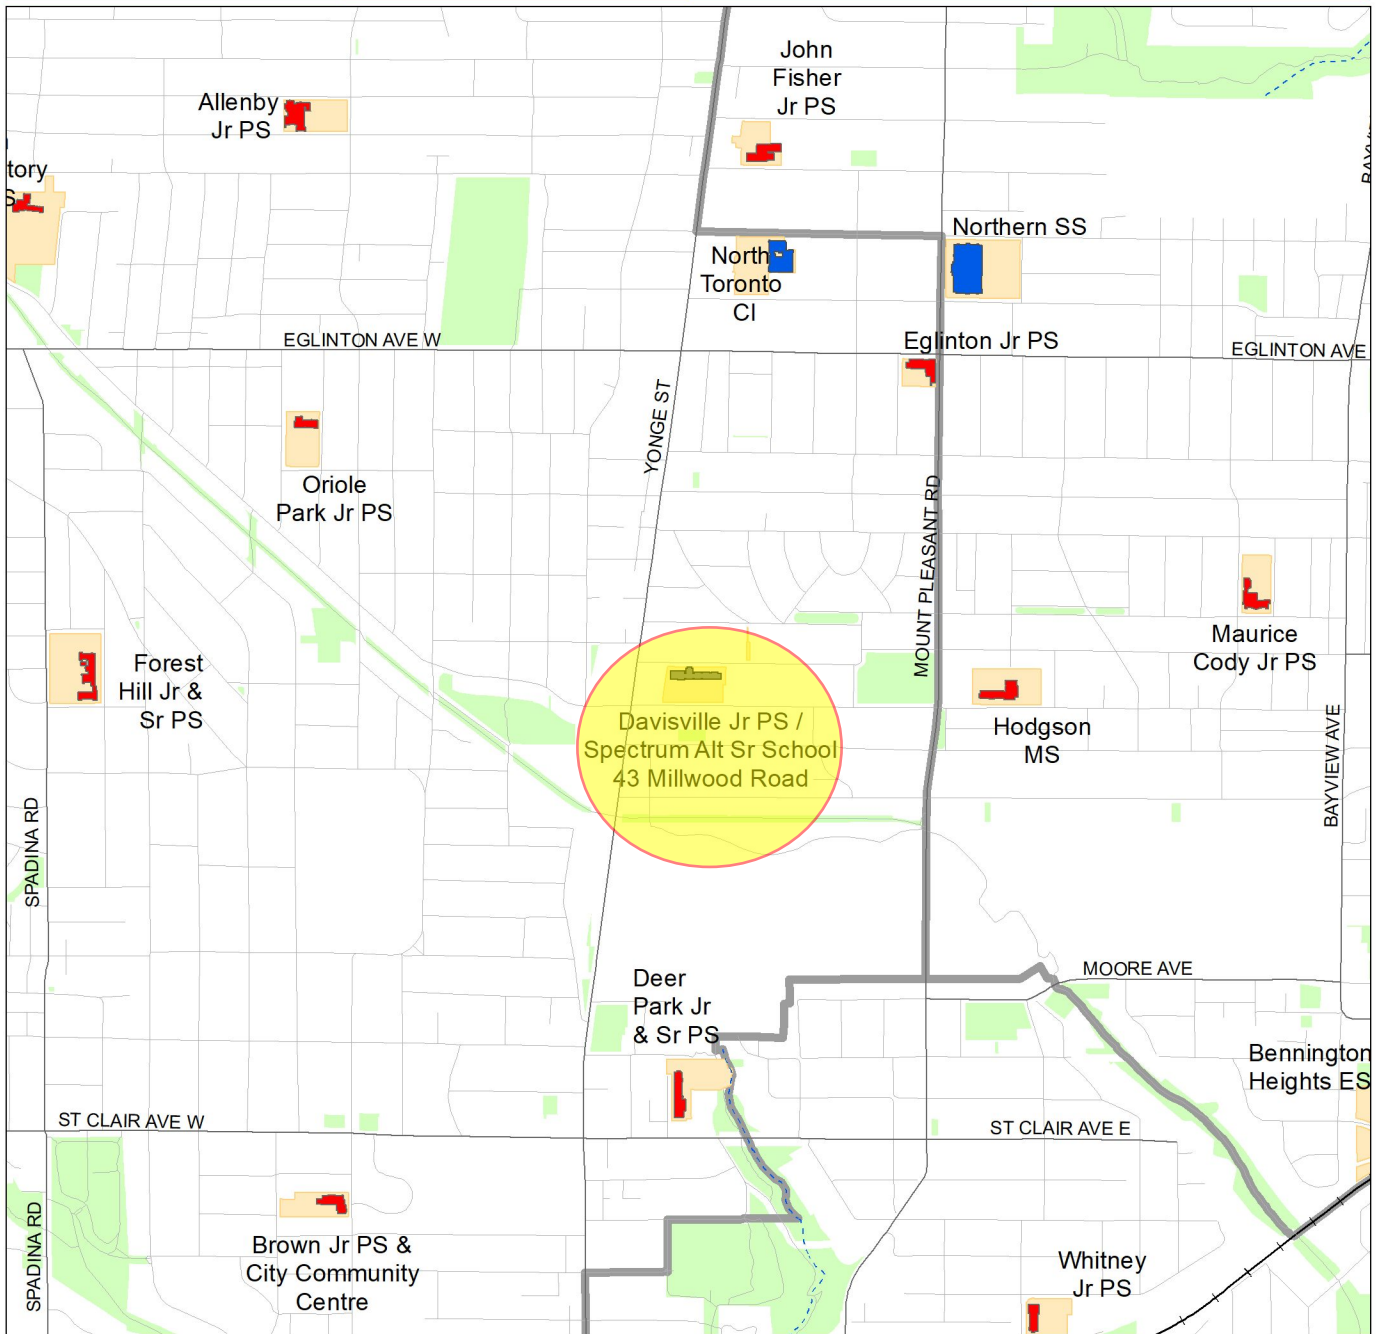 John
Fisher
Jr PS
Allenby
Jr PS
tory
S
Northern SS
North
Toronto
CI
EGLINTON AVE W
Eglinton Jr PS
EGLINTON AVE
YONGE ST
Oriole
Park Jr PS
MOUNT PLEASANT RD
Maurice
Cody Jr PS
Forest
Hill Jr &
Sr PS
Davisville Jr PS /
Spectrum Alt Sr School
43 Millwood Road
Hodgson
MS
BAYVIEW AVE
SPADINA RD
MOORE AVE
Deer
Park Jr
& Sr PS
Bennington
Heights ES
ST CLAIR AVE W
ST CLAIR AVE E
SPADINA RD
Brown Jr PS &
City Community
Centre
Whitney
Jr PS